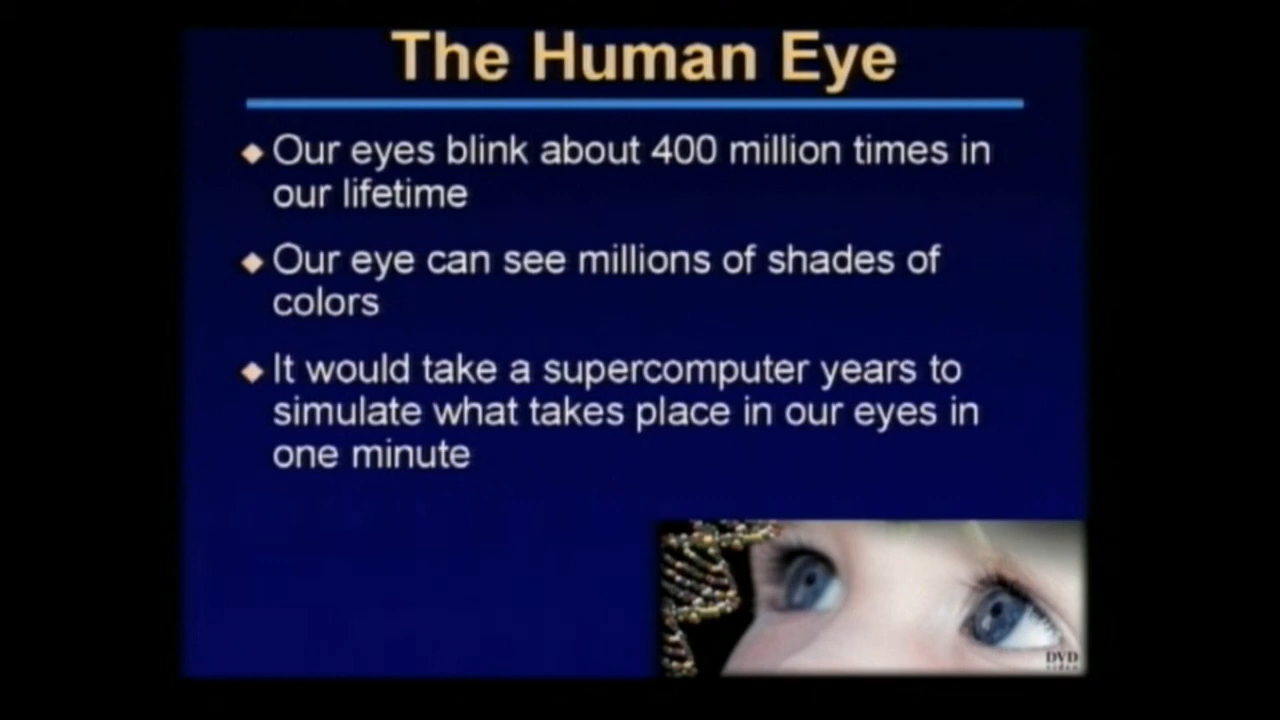 The Human Eye
Our eyes blink about 400 million times in
our lifetime
Our eye can see millions of shades of
colors
It would take a supercomputer years to
simulate what takes place in our eyes in
one minute
DVD